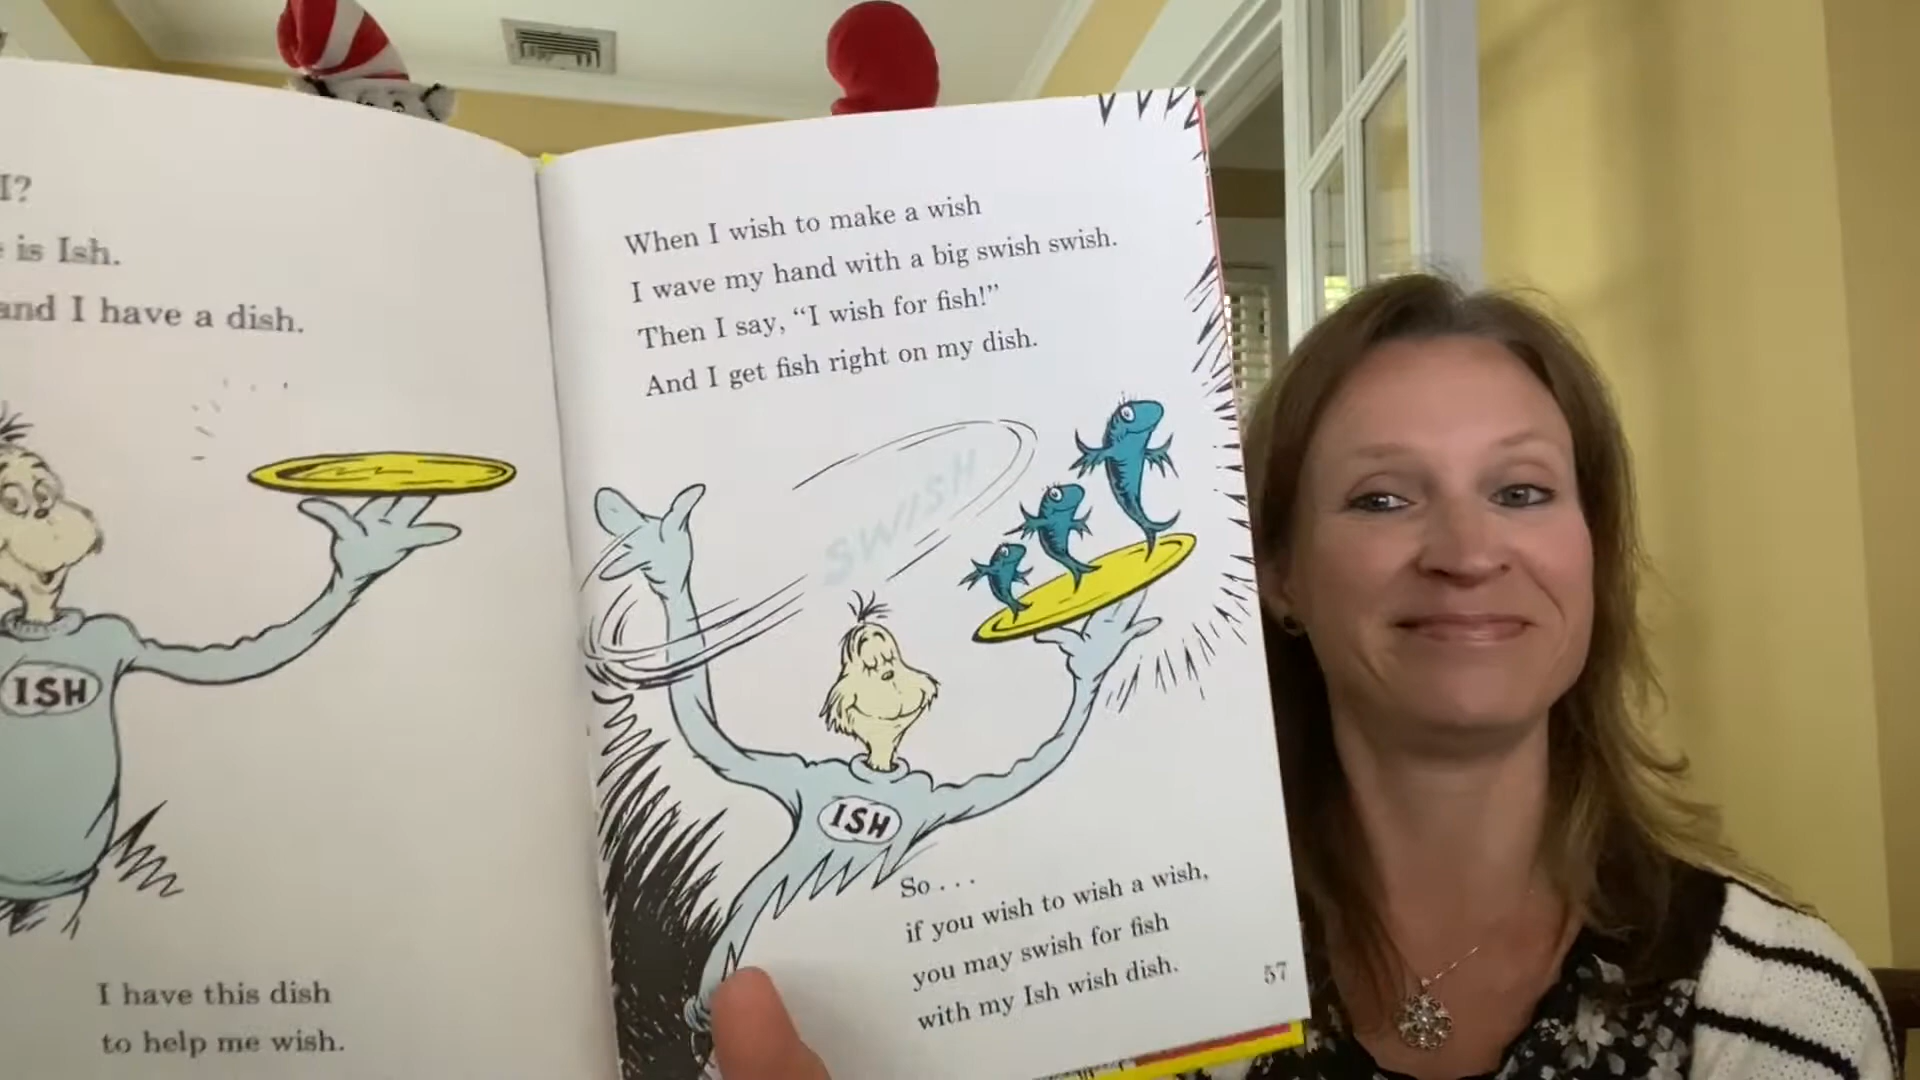 I?
is Ish.
and I have a dish.
ISH
I have this dish
to help me wish.
When I wish to make a wish
I wave my hand with a big swish swish.
Then I say, “I wish for fish!”
And I get fish right on my dish.
SWISH
ISH
So . . .
if you wish to wish a wish,
you may swish for fish
with my Ish wish dish.
57